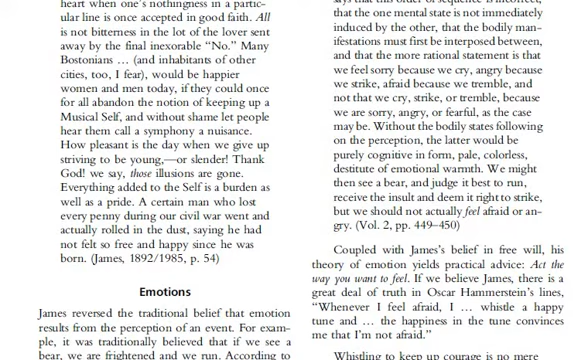 heart when one's nothingness in a partic-
ular line is once accepted in good faith. All
is not bitterness in the lot of the lover sent
away by the final inexorable “No.” Many
Bostonians … (and inhabitants of other
cities, too, I fear), would be happier
women and men today, if they could once
for all abandon the notion of keeping up a
Musical Self, and without shame let people
hear them call a symphony a nuisance.
How pleasant is the day when we give up
striving to be young,—or slender! Thank
God! we say, those illusions are gone.
Everything added to the Self is a burden as
well as a pride. A certain man who lost
every penny during our civil war went and
actually rolled in the dust, saying he had
not felt so free and happy since he was
born. (James, 1892/1985, p. 54)
Emotions
James reversed the traditional belief that emotion
results from the perception of an event. For exam-
ple, it was traditionally believed that if we see a
bear, we are frightened and we run. According to
says that this order of sequence is incorrect,
that the one mental state is not immediately
induced by the other, that the bodily man-
ifestations must first be interposed between,
and that the more rational statement is that
we feel sorry because we cry, angry because
we strike, afraid because we tremble, and
not that we cry, strike, or tremble, because
we are sorry, angry, or fearful, as the case
may be. Without the bodily states following
on the perception, the latter would be
purely cognitive in form, pale, colorless,
destitute of emotional warmth. We might
then see a bear, and judge it best to run,
receive the insult and deem it right to strike,
but we should not actually feel afraid or an-
gry. (Vol. 2, pp. 449–450)
Coupled with James's belief in free will, his
theory of emotion yields practical advice: Act the
way you want to feel. If we believe James, there is a
great deal of truth in Oscar Hammerstein's lines,
“Whenever I feel afraid, I … whistle a happy
tune and … the happiness in the tune convinces
me that I'm not afraid.”
Whistling to keep up courage is no mere